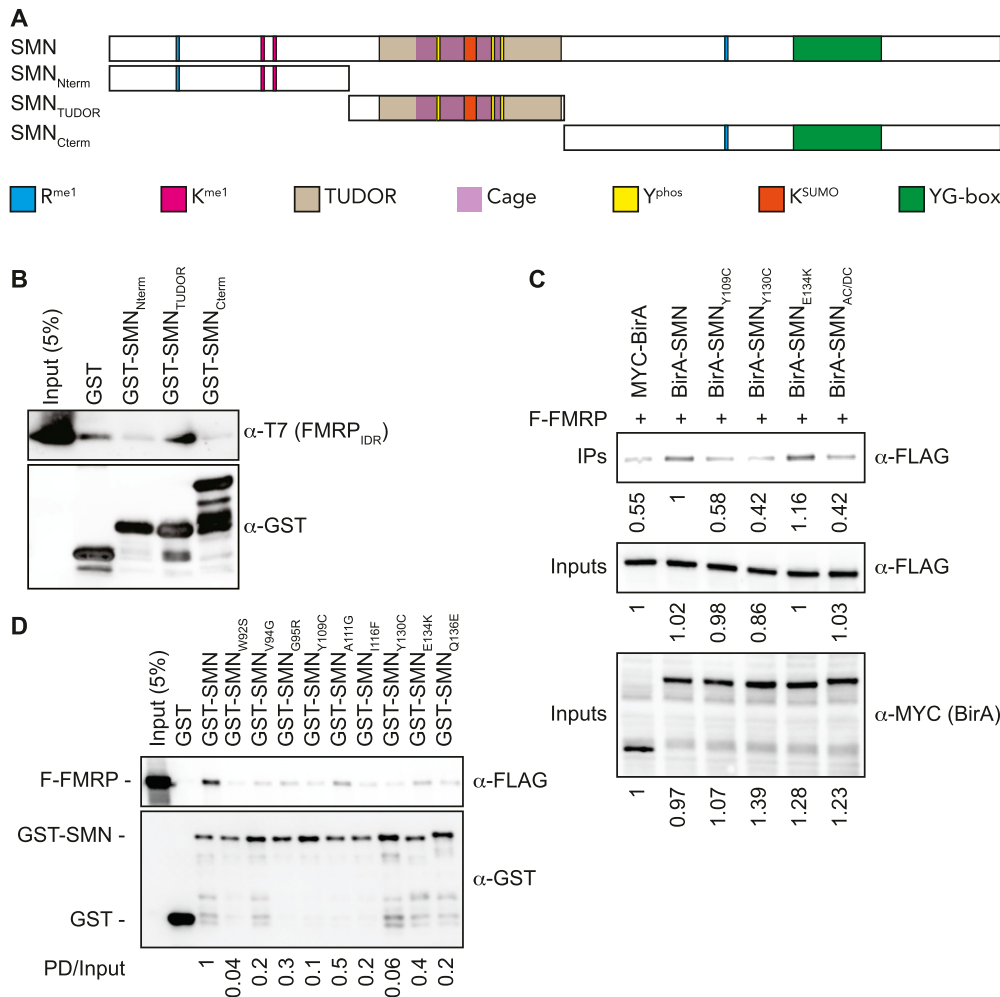 A
SMN
SMNNterm
SMNTUDOR
SMNCterm
Rme1 Kme1 TUDOR Cage Yphos KSUMO YG-box
B
Input (5%)
GST
GST-SMNNterm
GST-SMNTUDOR
GST-SMNCterm
α-T7 (FMRPIDR)
α-GST
C
MYC-BirA
BirA-SMN
BirA-SMNY109C
BirA-SMNY130C
BirA-SMNE134K
BirA-SMNAC/DC
F-FMRP + + + + + +
IPs α-FLAG
0.55 1 0.58 0.42 1.16 0.42
Inputs α-FLAG
1 1.02 0.98 0.86 1 1.03
Inputs α-MYC (BirA)
1 0.97 1.07 1.39 1.28 1.23
D
Input (5%)
GST
GST-SMN
GST-SMNW92S
GST-SMNV94G
GST-SMNG95R
GST-SMNY109C
GST-SMNA111G
GST-SMNI116F
GST-SMNY130C
GST-SMNE134K
GST-SMNQ136E
F-FMRP - α-FLAG
GST-SMN -
α-GST
GST -
PD/Input 1 0.04 0.2 0.3 0.1 0.5 0.2 0.06 0.4 0.2